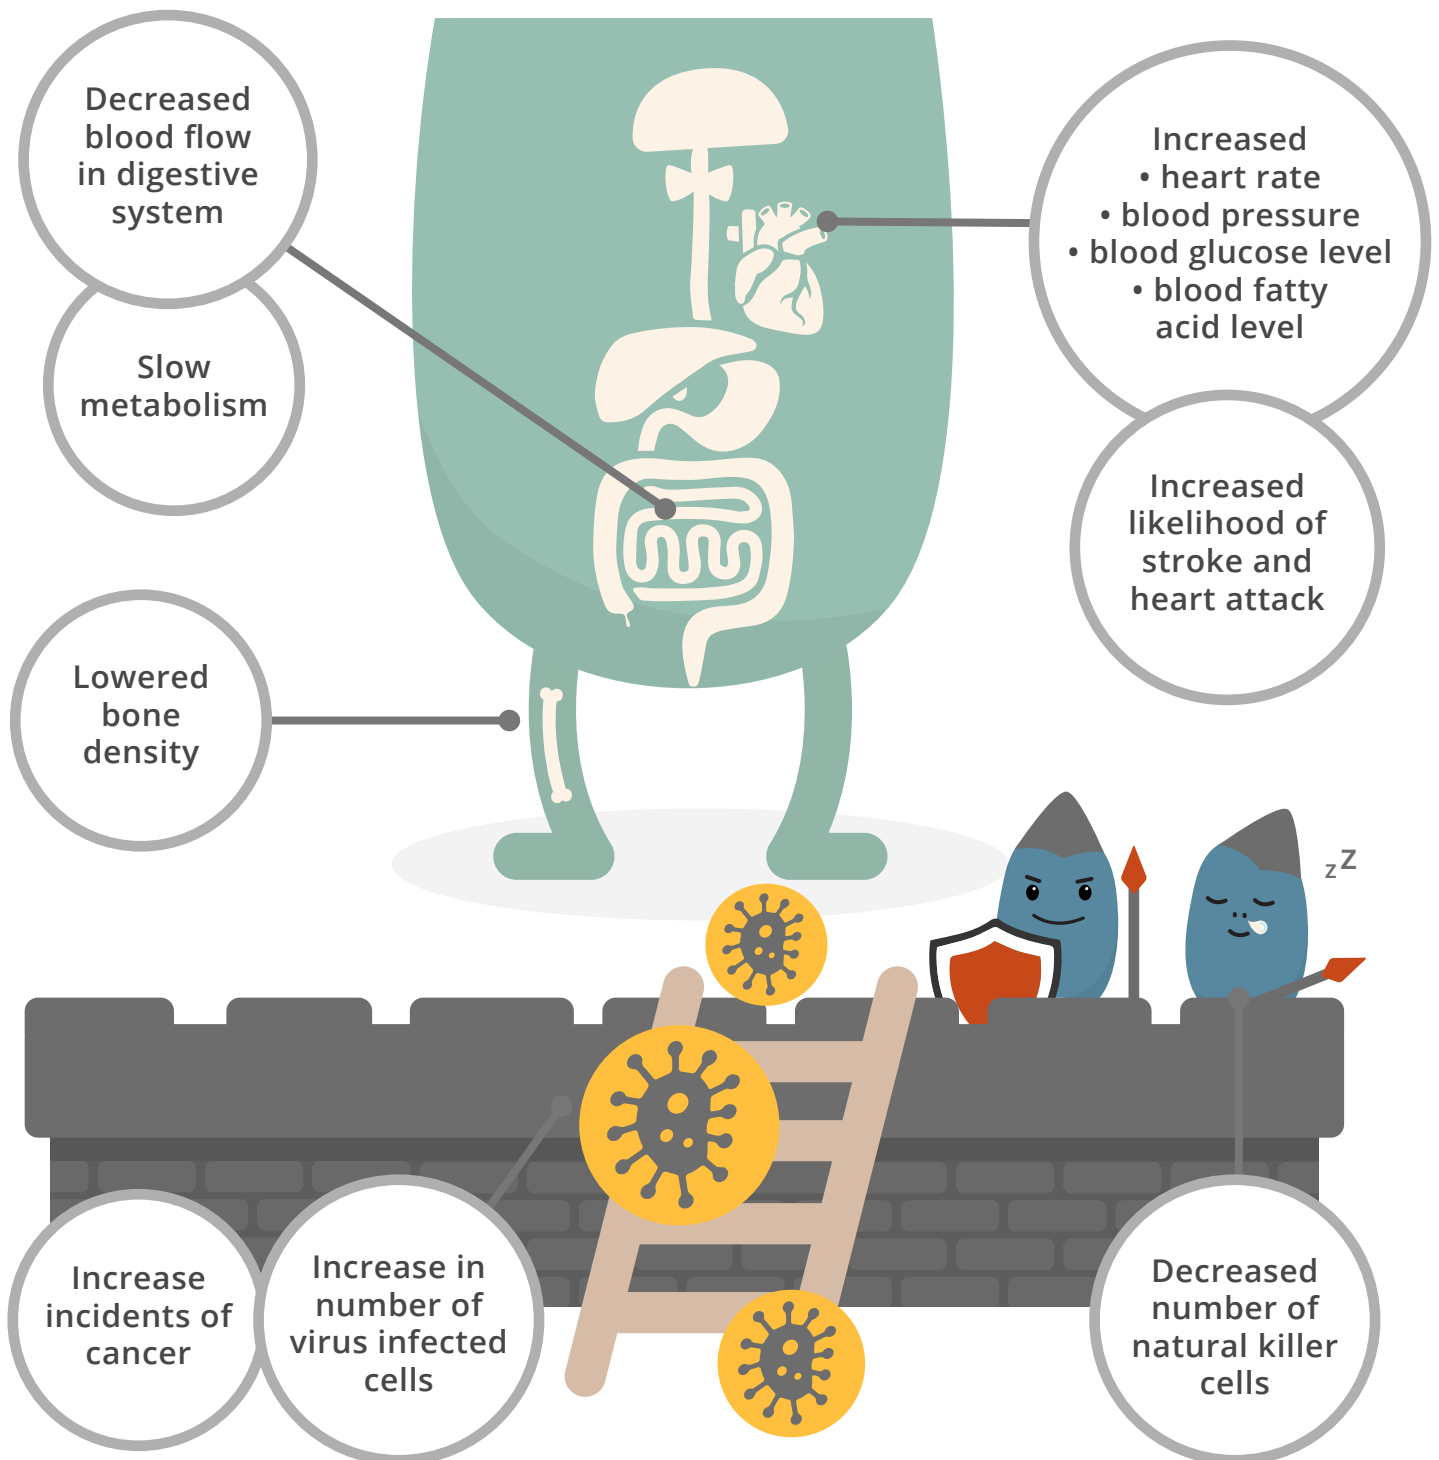 Decreased
blood flow
in digestive
system
Slow
metabolism
Increased
• heart rate
• blood pressure
• blood glucose level
• blood fatty
acid level
Increased
likelihood of
stroke and
heart attack
Lowered
bone
density
z z
Increase
incidents of
cancer
Increase in
number of
virus infected
cells
Decreased
number of
natural killer
cells